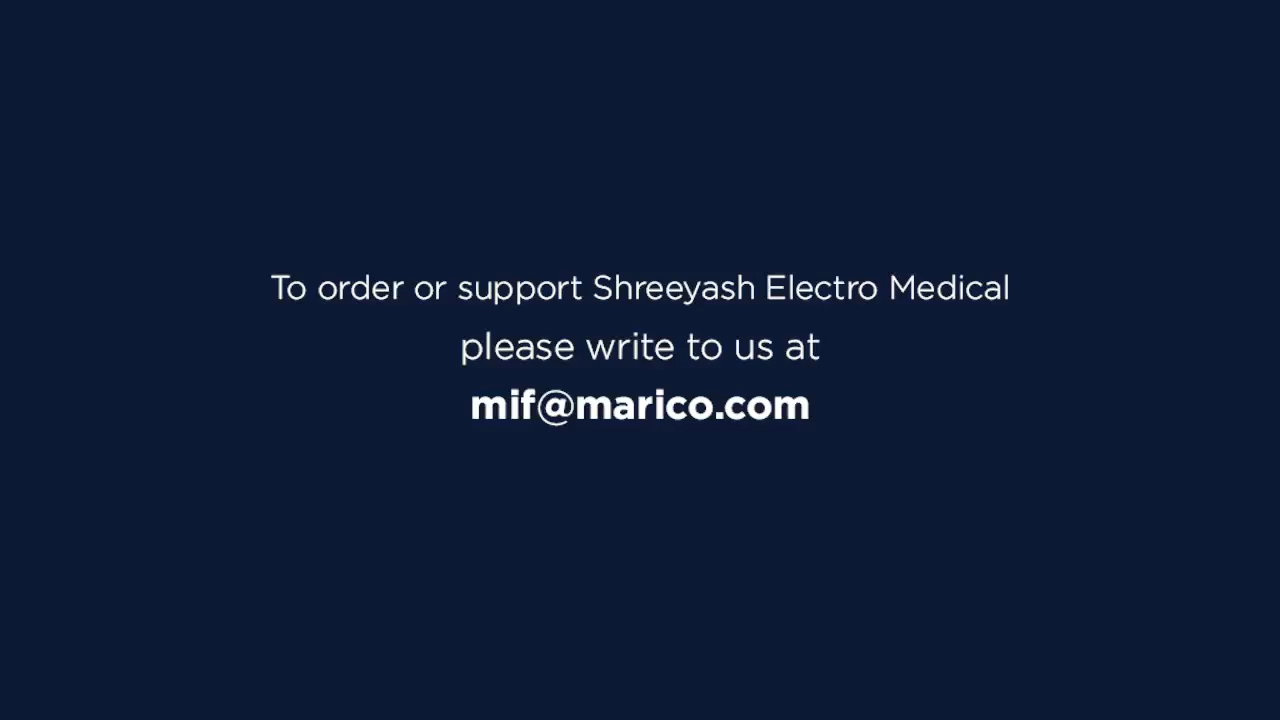 To order or support Shreeyash Electro Medical
please write to us at
mif@marico.com